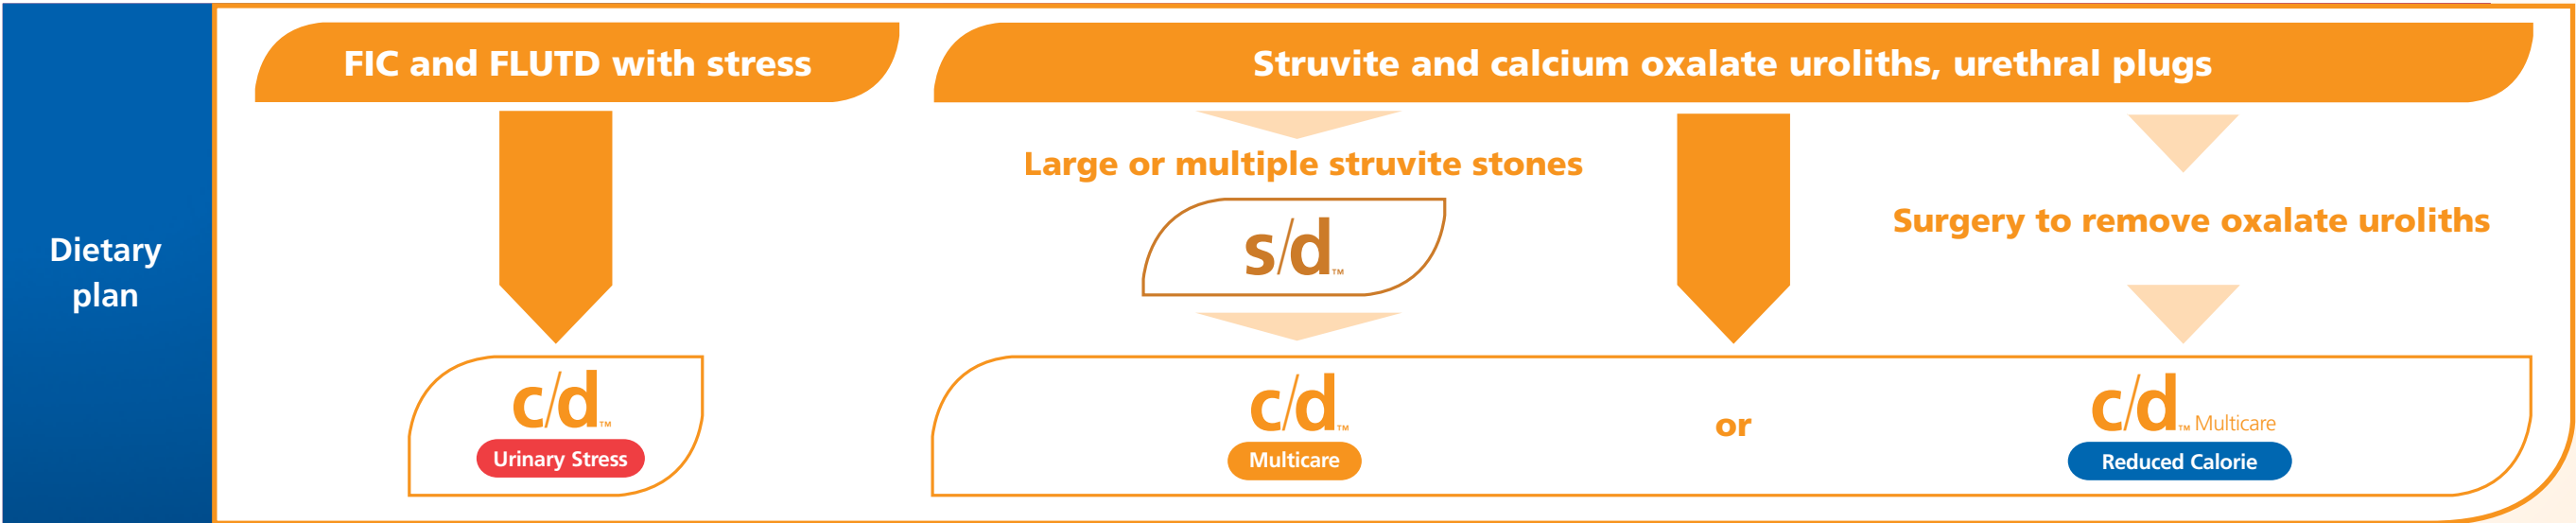 Dietary
plan
FIC and FLUTD with stress
c/d™
Urinary Stress
Struvite and calcium oxalate uroliths, urethral plugs
Large or multiple struvite stones
s/d™
Surgery to remove oxalate uroliths
c/d™
Multicare
or
c/d™ Multicare
Reduced Calorie